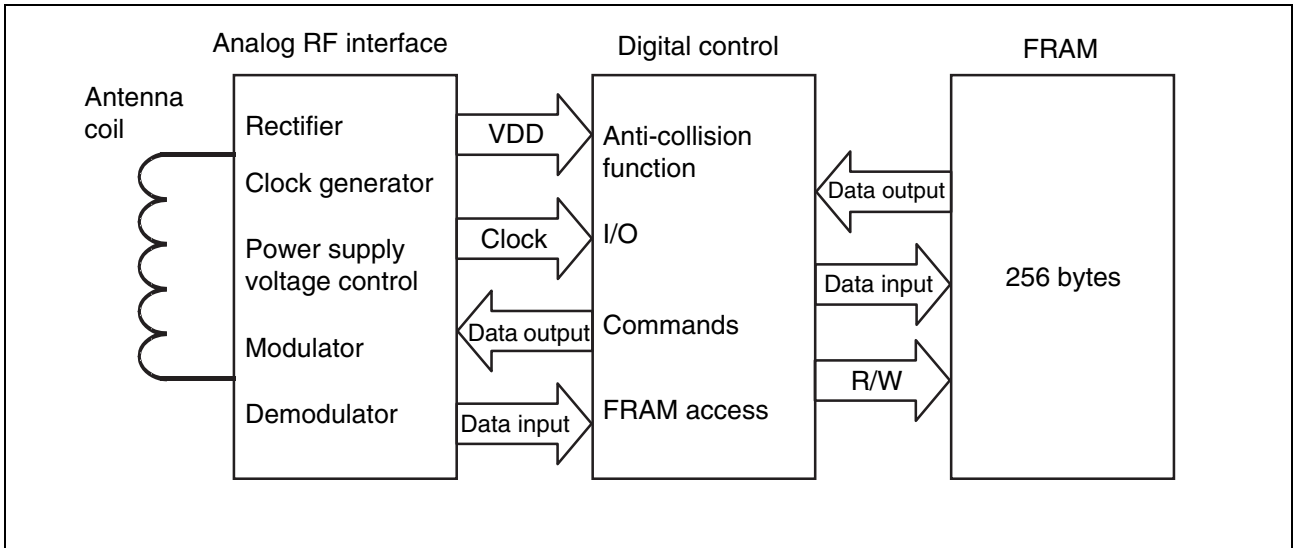 Analog RF interface
Digital control
FRAM
Antenna
coil
Rectifier
Clock generator
Power supply
voltage control
Modulator
Demodulator
VDD
Clock
Data output
Data input
Anti-collision
function
I/O
Commands
FRAM access
Data output
Data input
R/W
256 bytes